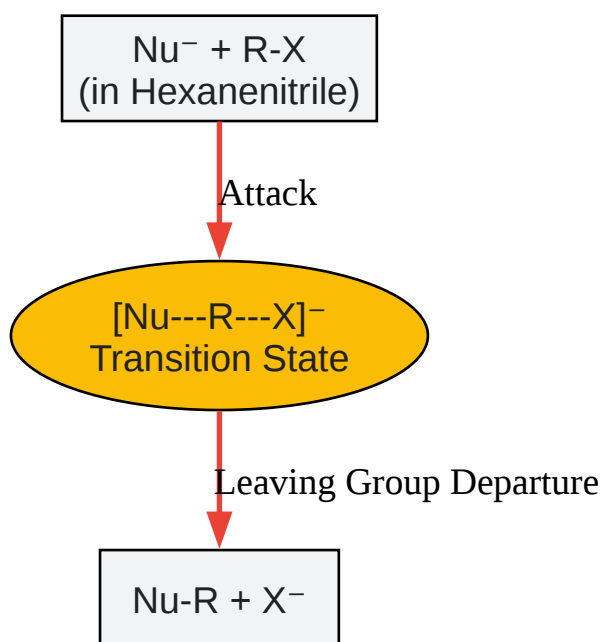 Nu⁻ + R-X
(in Hexanenitrile)
Attack
[Nu---R---X]⁻
Transition State
Leaving Group Departure
Nu-R + X⁻